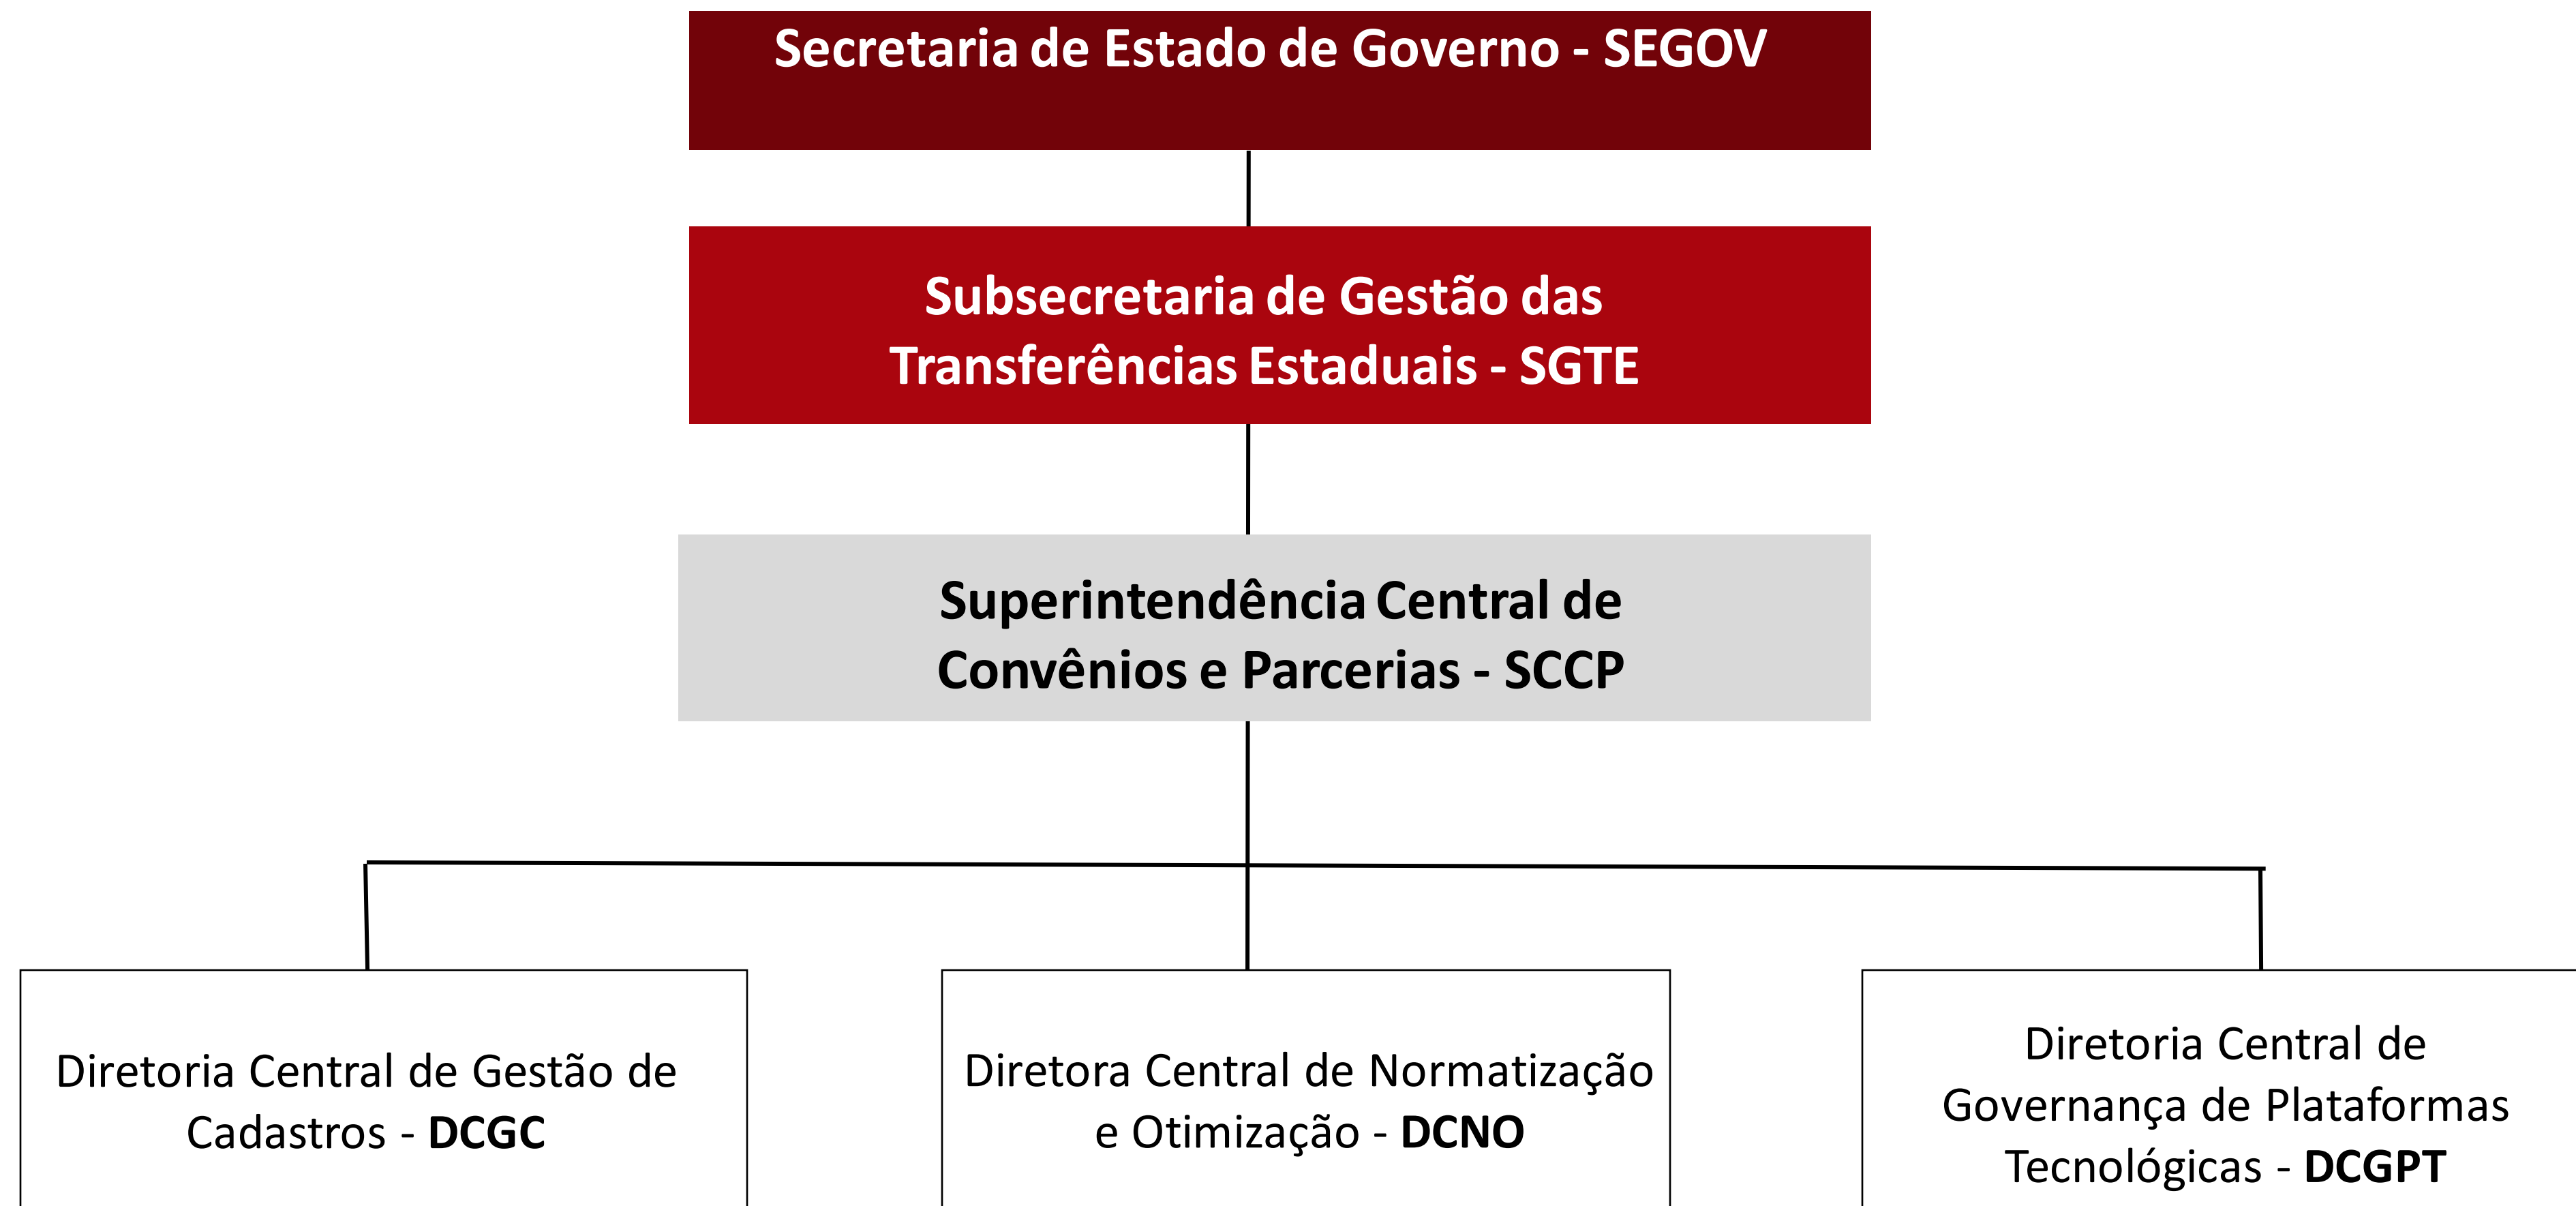 Secretaria de Estado de Governo - SEGOV
Subsecretaria de Gestão das
Transferências Estaduais - SGTE
Superintendência Central de
Convênios e Parcerias - SCCP
Diretoria Central de Gestão de
Cadastros - DCGC
Diretora Central de Normatização
e Otimização - DCNO
Diretoria Central de
Governança de Plataformas
Tecnológicas - DCGPT